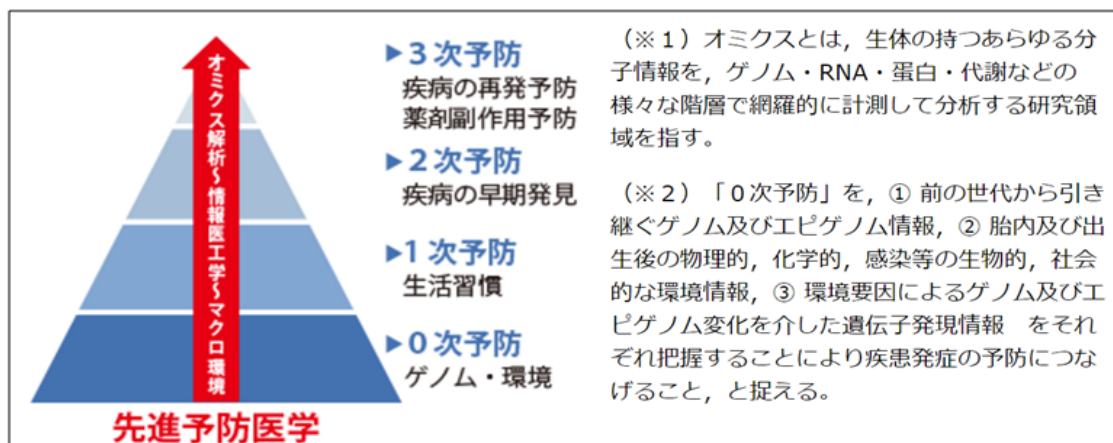 オミクス解析～情報医工学～マクロ環境
▶3次予防
疾病の再発予防
薬剤副作用予防
▶2次予防
疾病の早期発見
▶1次予防
生活習慣
▶0次予防
ゲノム・環境
先進予防医学
（※１）オミクスとは，生体の持つあらゆる分
子情報を，ゲノム・RNA・蛋白・代謝などの
様々な階層で網羅的に計測して分析する研究領
域を指す。
（※２）「０次予防」を，① 前の世代から引き
継ぐゲノム及びエピゲノム情報，② 胎内及び出
生後の物理的，化学的，感染等の生物的，社会
的な環境情報，③ 環境要因によるゲノム及びエ
ピゲノム変化を介した遺伝子発現情報　をそれ
ぞれ把握することにより疾患発症の予防につな
げること，と捉える。